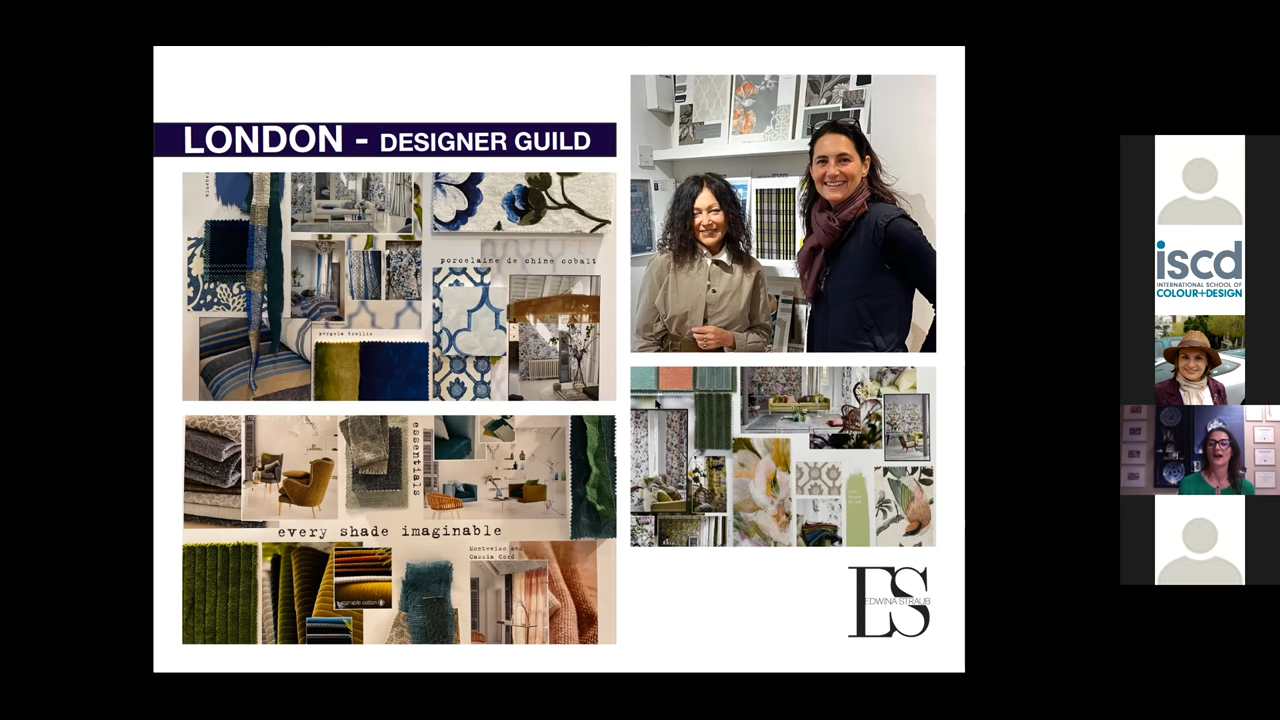 LONDON - DESIGNER GUILD
porcelaine de chine cobalt
pergola trellis
essentials
every shade imaginable
Monteviso and
Cassia Cord
ES
EDWINA STRAUB
iscd
INTERNATIONAL SCHOOL OF
COLOUR+DESIGN